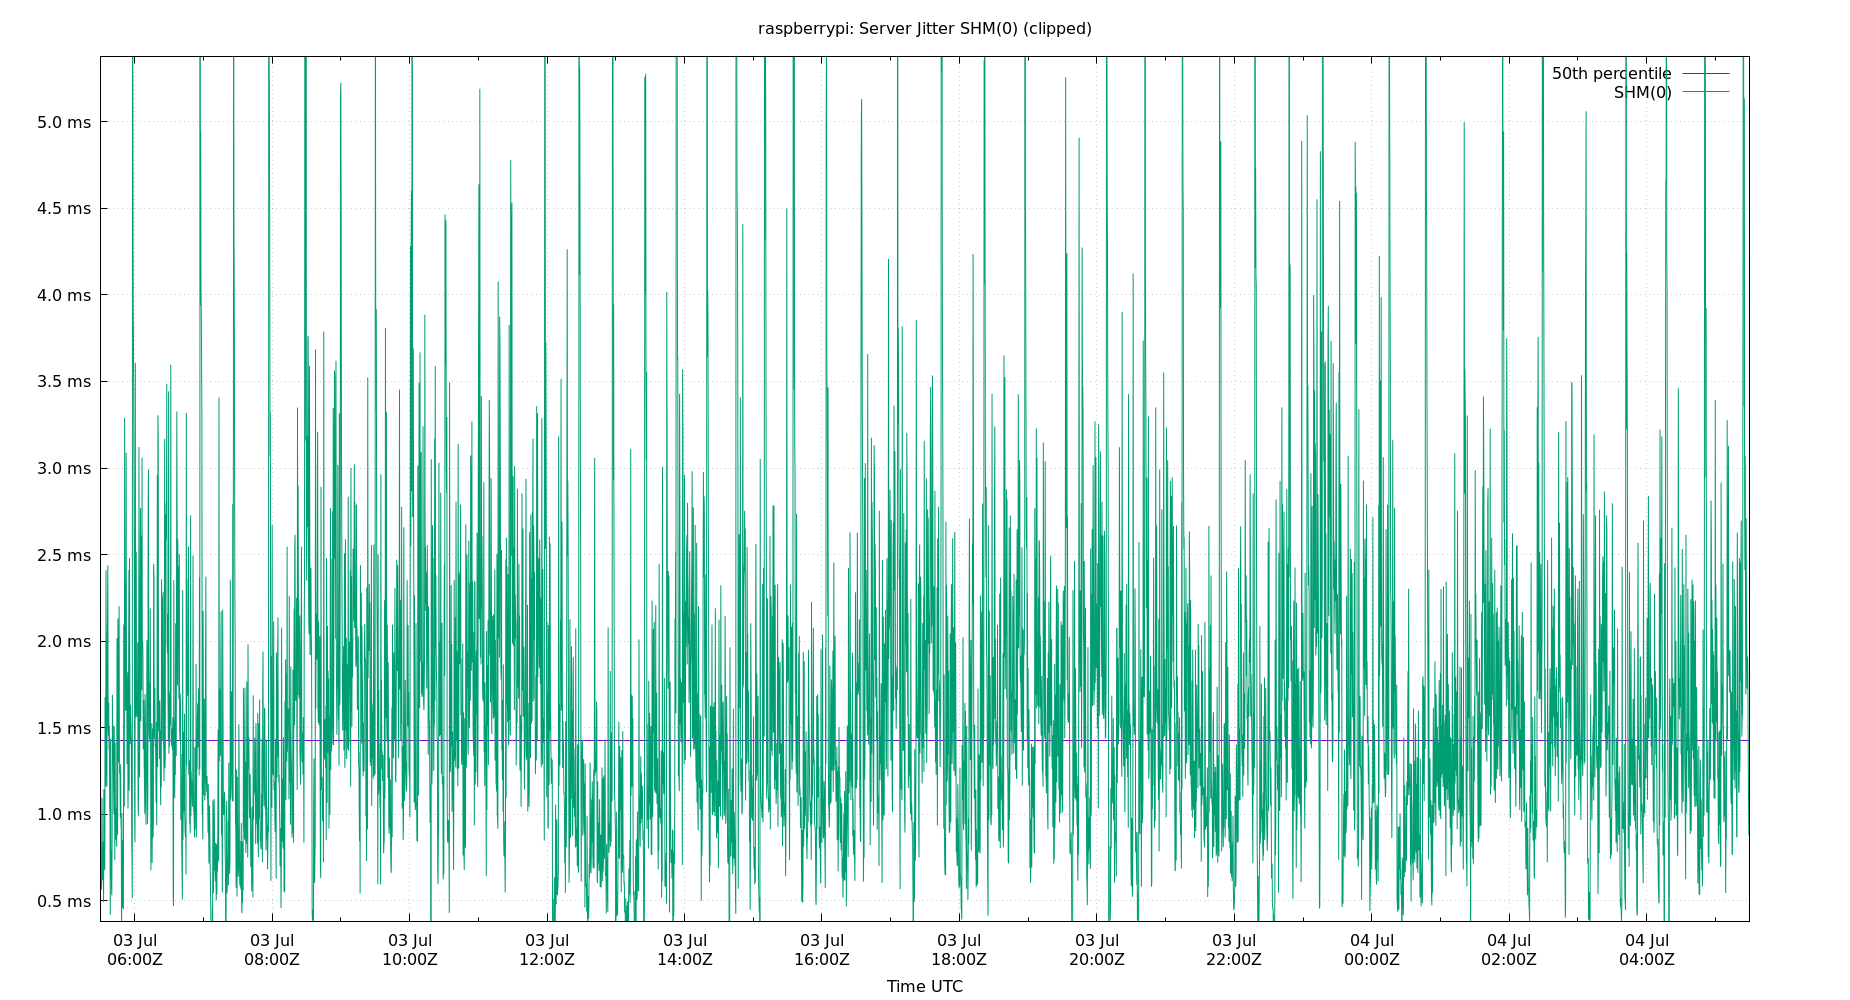 raspberrypi: Server Jitter SHM(0) (clipped)
50th percentile
SHM(0)
5.0 ms
4.5 ms
4.0 ms
3.5 ms
3.0 ms
2.5 ms
2.0 ms
1.5 ms
1.0 ms
0.5 ms
03 Jul 03 Jul 03 Jul 03 Jul 03 Jul 03 Jul 03 Jul 03 Jul 03 Jul 04 Jul 04 Jul 04 Jul
06:00Z 08:00Z 10:00Z 12:00Z 14:00Z 16:00Z 18:00Z 20:00Z 22:00Z 00:00Z 02:00Z 04:00Z
Time UTC